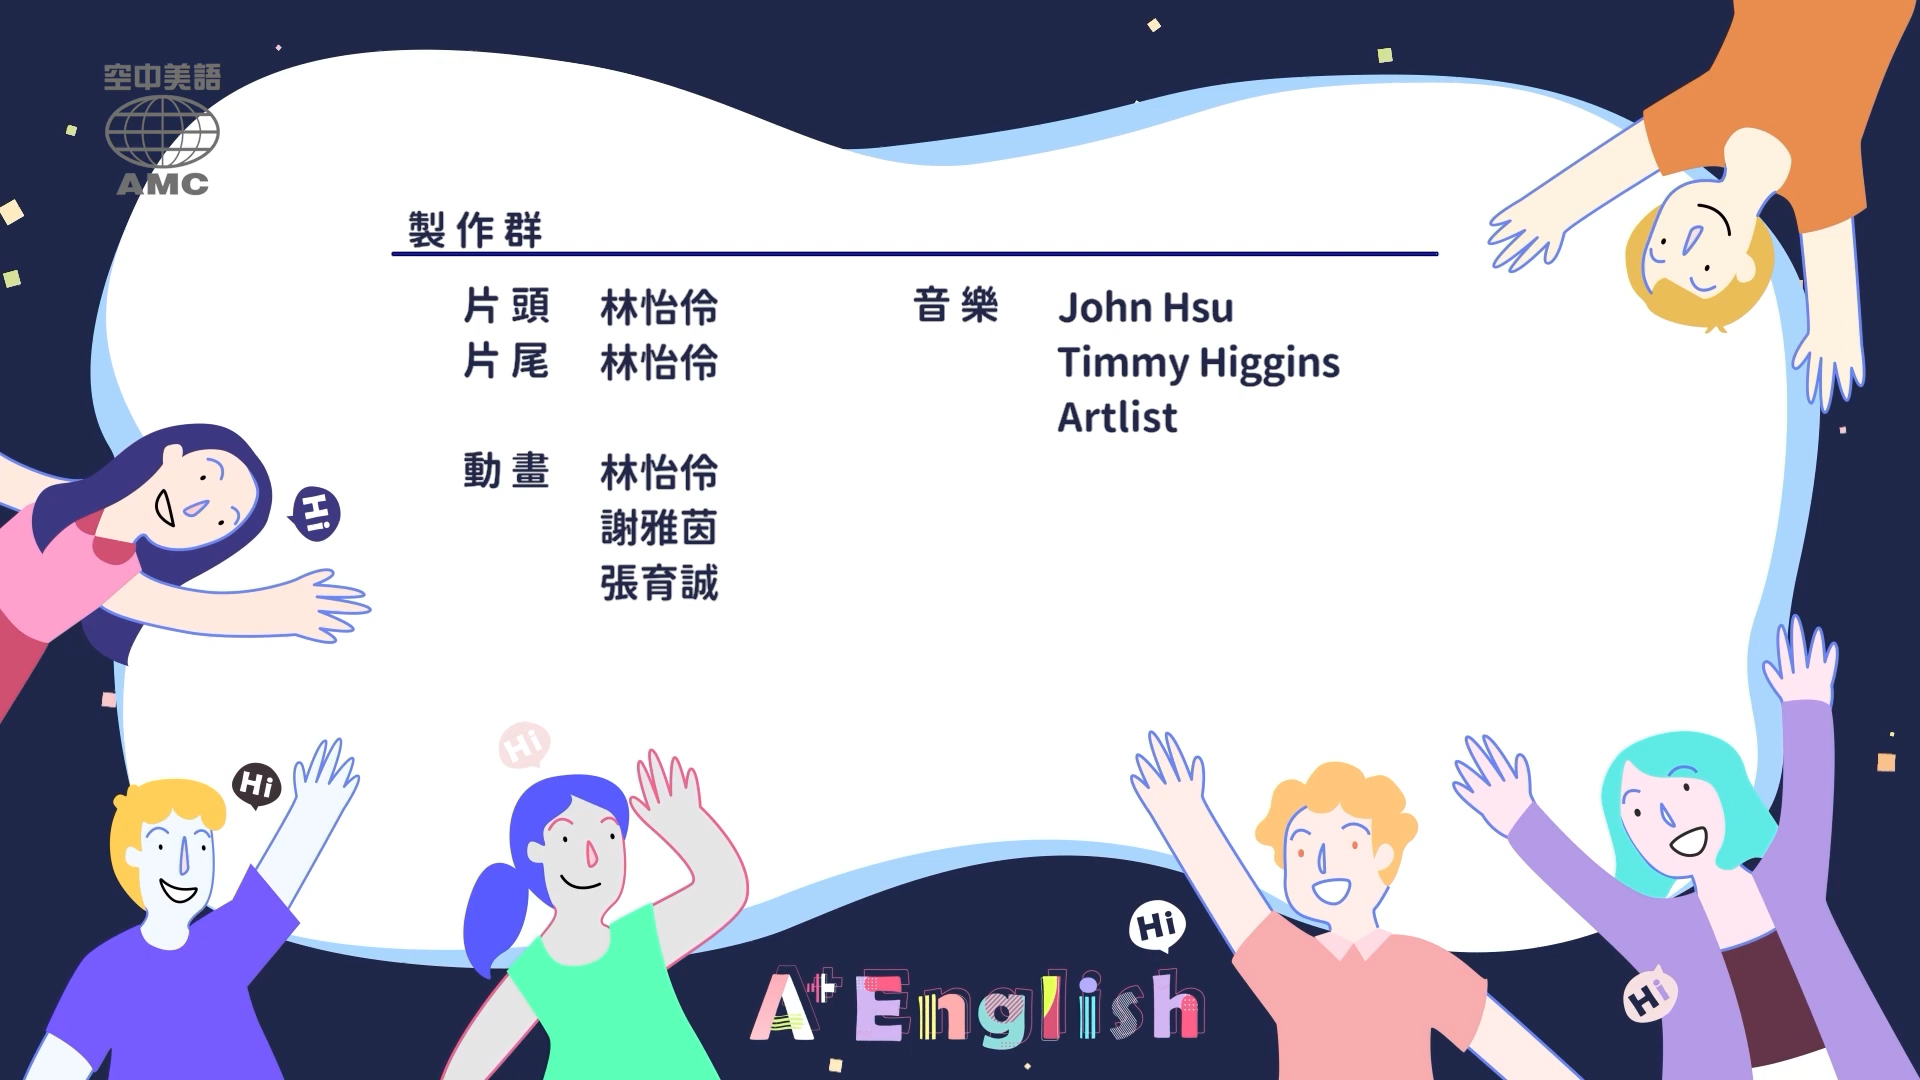 空中美語
AMC
製作群
片頭 林怡伶
片尾 林怡伶
動畫 林怡伶
謝雅茵
張育誠
音樂 John Hsu
Timmy Higgins
Artlist
Hi
Hi
Hi
Hi
Hi
A+ English